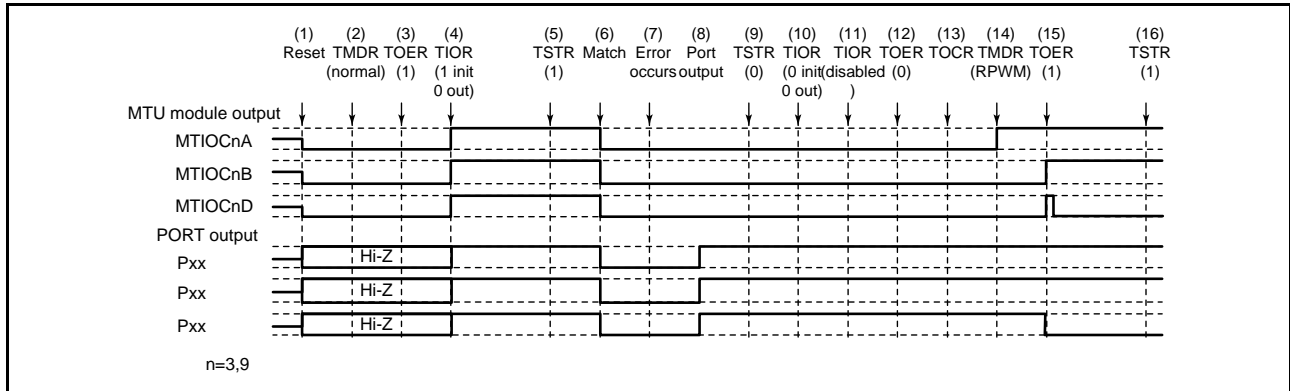 (1) (2) (3) (4) (5) (6) (7) (8) (9) (10) (11) (12) (13) (14) (15) (16)
Reset TMDR TOER TIOR TSTR Match Error Port TSTR TIOR TIOR TOER TOCR TMDR TOER TSTR
(normal) (1) (1 init (1) occurs output (0) (0 init (disabled (0) (RPWM) (1) (1)
0 out) 0 out) )
MTU module output
MTIOCnA
MTIOCnB
MTIOCnD
PORT output
Pxx Hi-Z
Pxx Hi-Z
Pxx Hi-Z
n=3,9